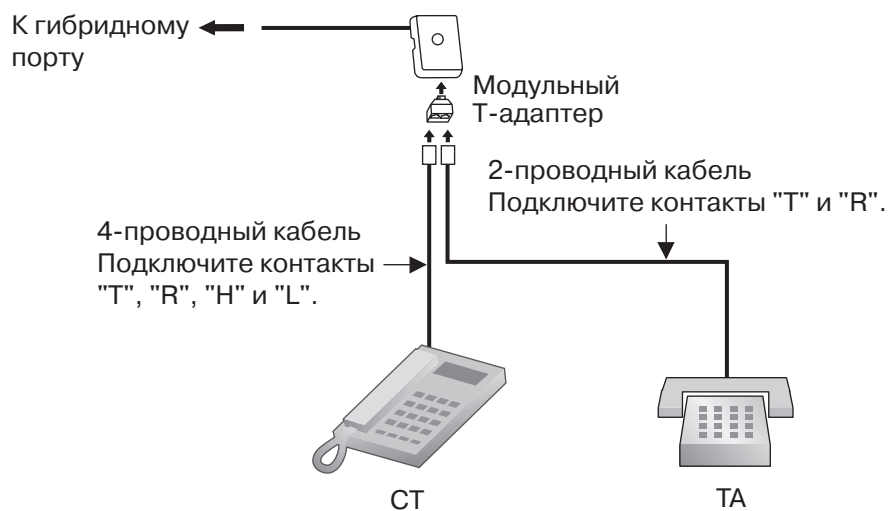 К гибридному
порту
Модульный
Т-адаптер
2-проводный кабель
Подключите контакты "T" и "R".
4-проводный кабель
Подключите контакты
"T", "R", "H" и "L".
СТ
ТА